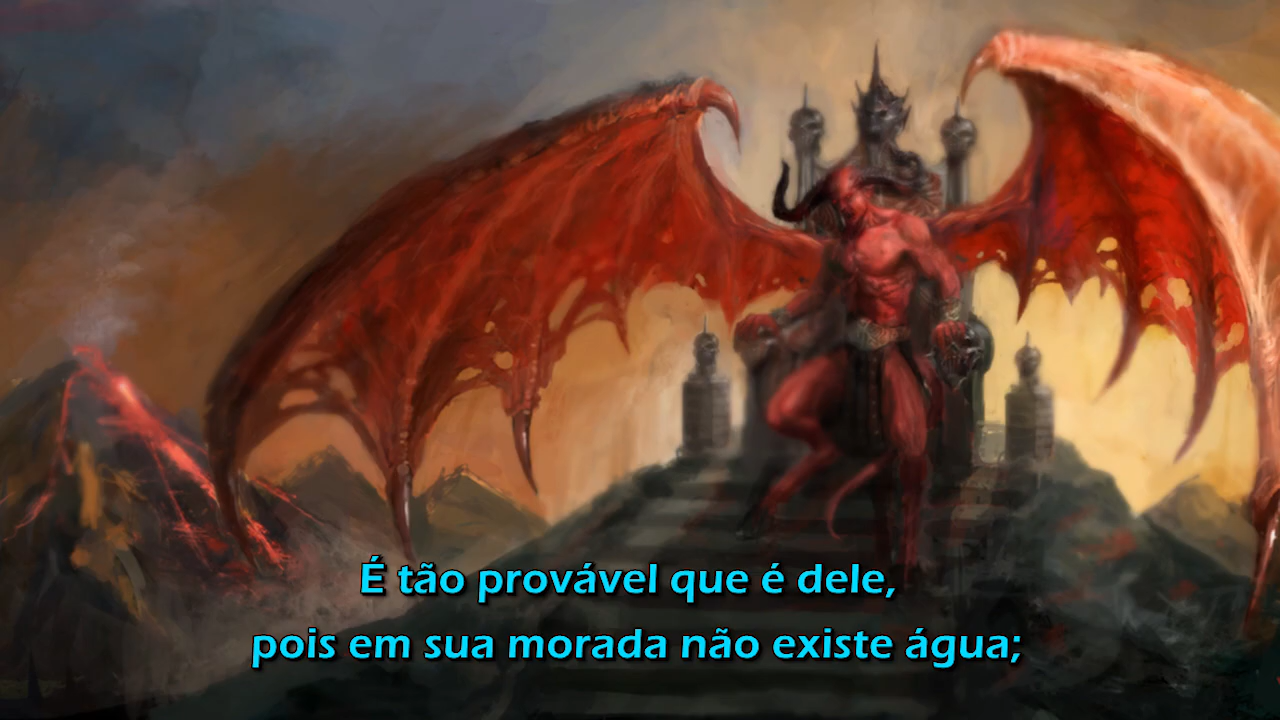 É tão provável que é dele,
pois em sua morada não existe água;